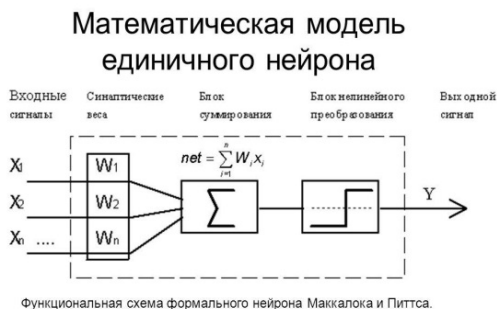 Математическая модель
единичного нейрона
Входные сигналы
Синаптические веса
Блок суммирования
Блок нелинейного преобразования
Выходной сигнал
X1
X2
Xn ....
W1
W2
Wn
net = n ∑ i=1 Wixi
Σ
Y
Функциональная схема формального нейрона Маккалока и Питтса.